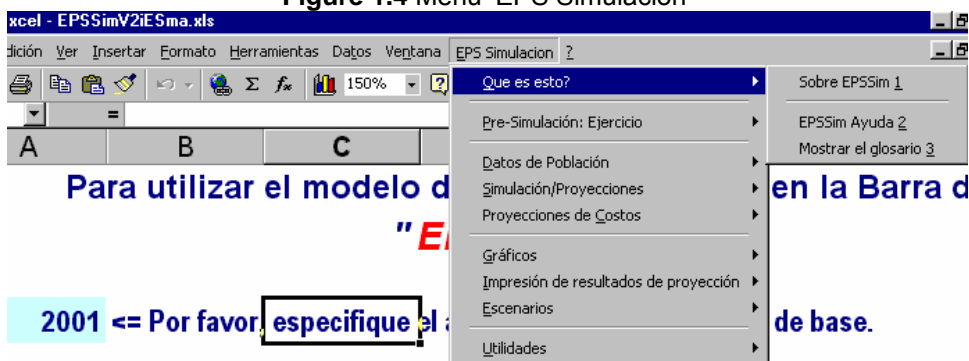 Figure 1.4 Menú "EPS Simulación"
xcel - EPSSimV2iESma.xls
dición Ver Insertar Formato Herramientas Datos Ventana EPS Simulacion ?
150%
Que es esto?
Sobre EPSSim 1
=
Pre-Simulación: Ejercicio
EPSSim Ayuda 2
A B C
Datos de Población
Mostrar el glosario 3
Para utilizar el modelo d
Simulación/Proyecciones
en la Barra d
Proyecciones de Costos
"
Gráficos
Impresión de resultados de proyección
Escenarios
2001 <= Por favor, especifique el
de base.
Utilidades